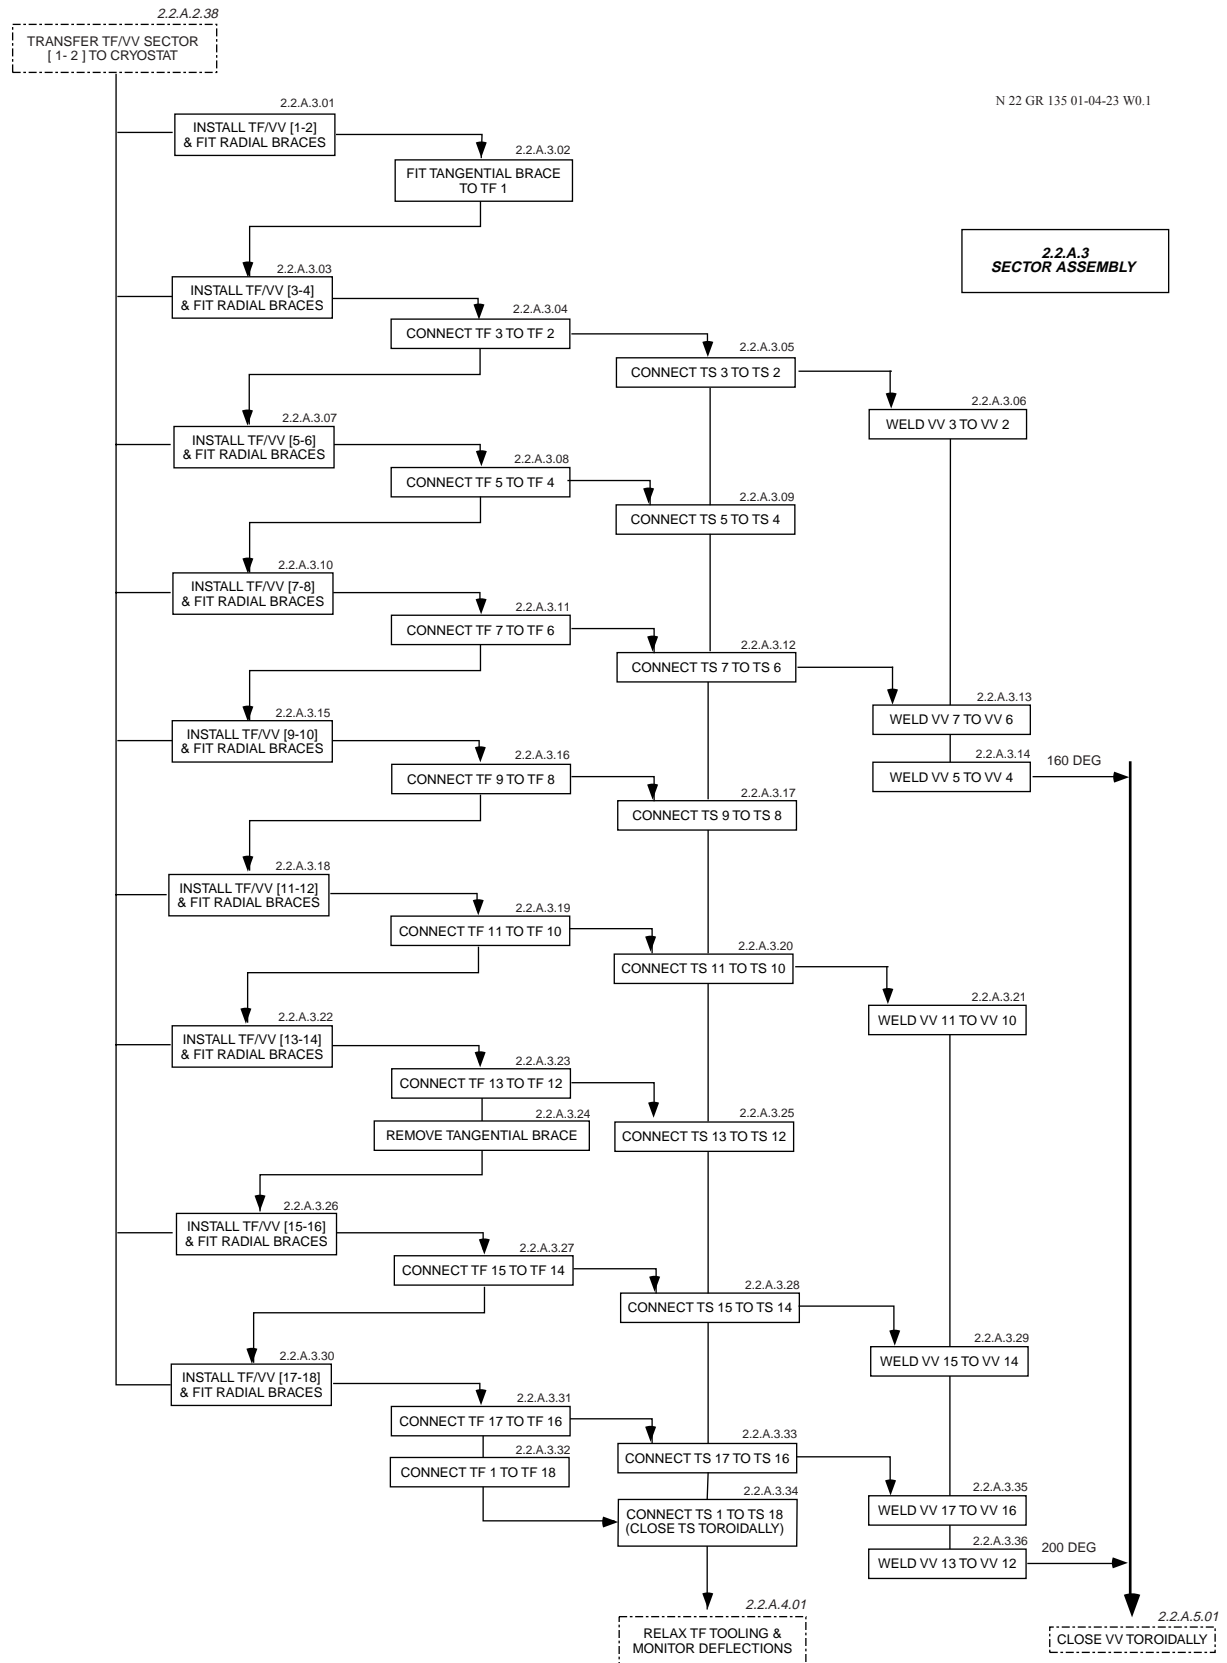 2.2.A.2.38
TRANSFER TF/VV SECTOR
[ 1- 2 ] TO CRYOSTAT
N 22 GR 135 01-04-23 W0.1
2.2.A.3.01
INSTALL TF/VV [1-2]
& FIT RADIAL BRACES
2.2.A.3.02
FIT TANGENTIAL BRACE
TO TF 1
2.2.A.3
SECTOR ASSEMBLY
2.2.A.3.03
INSTALL TF/VV [3-4]
& FIT RADIAL BRACES
2.2.A.3.04
CONNECT TF 3 TO TF 2
2.2.A.3.05
CONNECT TS 3 TO TS 2
2.2.A.3.06
WELD VV 3 TO VV 2
2.2.A.3.07
INSTALL TF/VV [5-6]
& FIT RADIAL BRACES
2.2.A.3.08
CONNECT TF 5 TO TF 4
2.2.A.3.09
CONNECT TS 5 TO TS 4
2.2.A.3.10
INSTALL TF/VV [7-8]
& FIT RADIAL BRACES
2.2.A.3.11
CONNECT TF 7 TO TF 6
2.2.A.3.12
CONNECT TS 7 TO TS 6
2.2.A.3.13
WELD VV 7 TO VV 6
2.2.A.3.14
WELD VV 5 TO VV 4
160 DEG
2.2.A.3.15
INSTALL TF/VV [9-10]
& FIT RADIAL BRACES
2.2.A.3.16
CONNECT TF 9 TO TF 8
2.2.A.3.17
CONNECT TS 9 TO TS 8
2.2.A.3.18
INSTALL TF/VV [11-12]
& FIT RADIAL BRACES
2.2.A.3.19
CONNECT TF 11 TO TF 10
2.2.A.3.20
CONNECT TS 11 TO TS 10
2.2.A.3.21
WELD VV 11 TO VV 10
2.2.A.3.22
INSTALL TF/VV [13-14]
& FIT RADIAL BRACES
2.2.A.3.23
CONNECT TF 13 TO TF 12
2.2.A.3.24
REMOVE TANGENTIAL BRACE
2.2.A.3.25
CONNECT TS 13 TO TS 12
2.2.A.3.26
INSTALL TF/VV [15-16]
& FIT RADIAL BRACES
2.2.A.3.27
CONNECT TF 15 TO TF 14
2.2.A.3.28
CONNECT TS 15 TO TS 14
2.2.A.3.29
WELD VV 15 TO VV 14
2.2.A.3.30
INSTALL TF/VV [17-18]
& FIT RADIAL BRACES
2.2.A.3.31
CONNECT TF 17 TO TF 16
2.2.A.3.32
CONNECT TF 1 TO TF 18
2.2.A.3.33
CONNECT TS 17 TO TS 16
2.2.A.3.34
CONNECT TS 1 TO TS 18
(CLOSE TS TOROIDALLY)
2.2.A.3.35
WELD VV 17 TO VV 16
2.2.A.3.36
WELD VV 13 TO VV 12
200 DEG
2.2.A.4.01
RELAX TF TOOLING &
MONITOR DEFLECTIONS
2.2.A.5.01
CLOSE VV TOROIDALLY